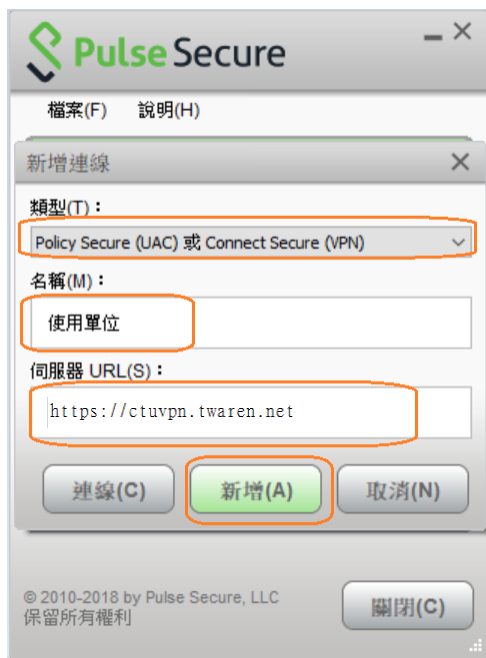 Pulse Secure
檔案(F) 說明(H)
新增連線
類型(T)：
Policy Secure (UAC) 或 Connect Secure (VPN)
名稱(M)：
使用單位
伺服器 URL(S)：
https://ctuvpn.twaren.net
連線(C) 新增(A) 取消(N)
© 2010-2018 by Pulse Secure, LLC
保留所有權利
關閉(C)